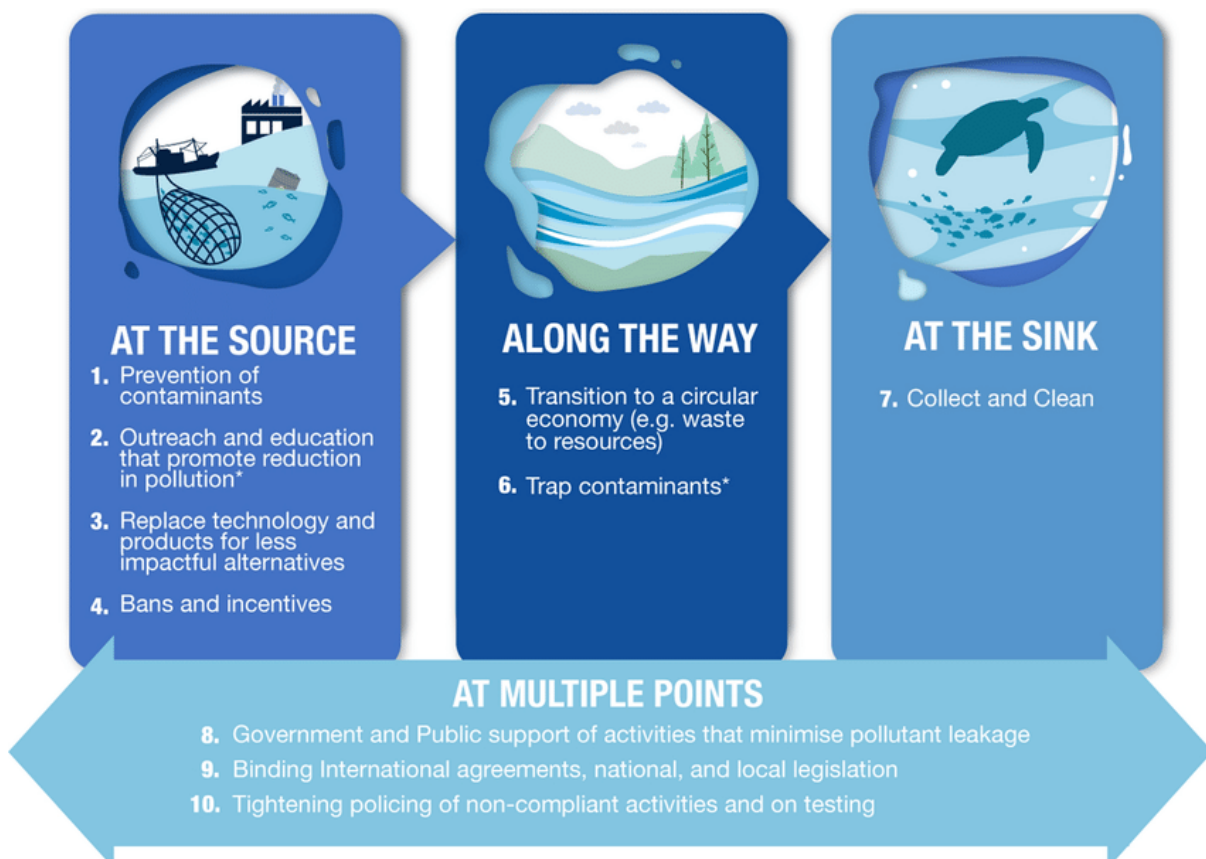 AT THE SOURCE
1. Prevention of
contaminants
2. Outreach and education
that promote reduction
in pollution*
3. Replace technology and
products for less
impactful alternatives
4. Bans and incentives
ALONG THE WAY
5. Transition to a circular
economy (e.g. waste
to resources)
6. Trap contaminants*
AT THE SINK
7. Collect and Clean
AT MULTIPLE POINTS
8. Government and Public support of activities that minimise pollutant leakage
9. Binding International agreements, national, and local legislation
10. Tightening policing of non-compliant activities and on testing